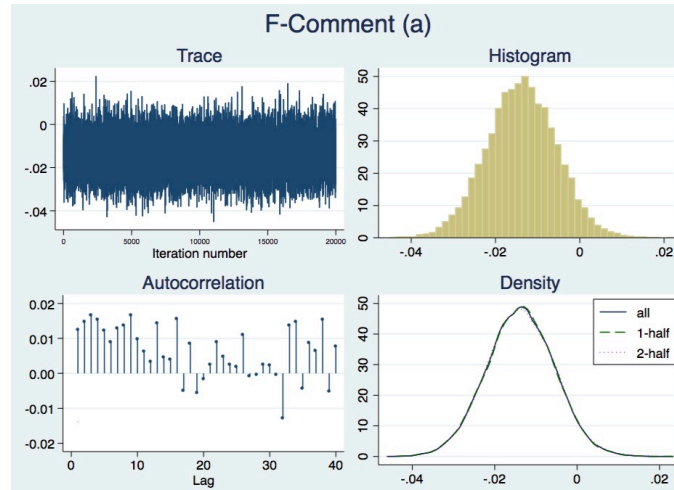 F-Comment (a)
Trace
.02
0
-.02
-.04
0 5000 10000 15000 20000
Iteration number
Histogram
50
40
30
20
10
0
-.04 -.02 0 .02
Autocorrelation
0.02
0.01
0.00
-0.01
-0.02
0 10 20 30 40
Lag
Density
50
40
30
20
10
0
-.04 -.02 0 .02
all
1-half
2-half